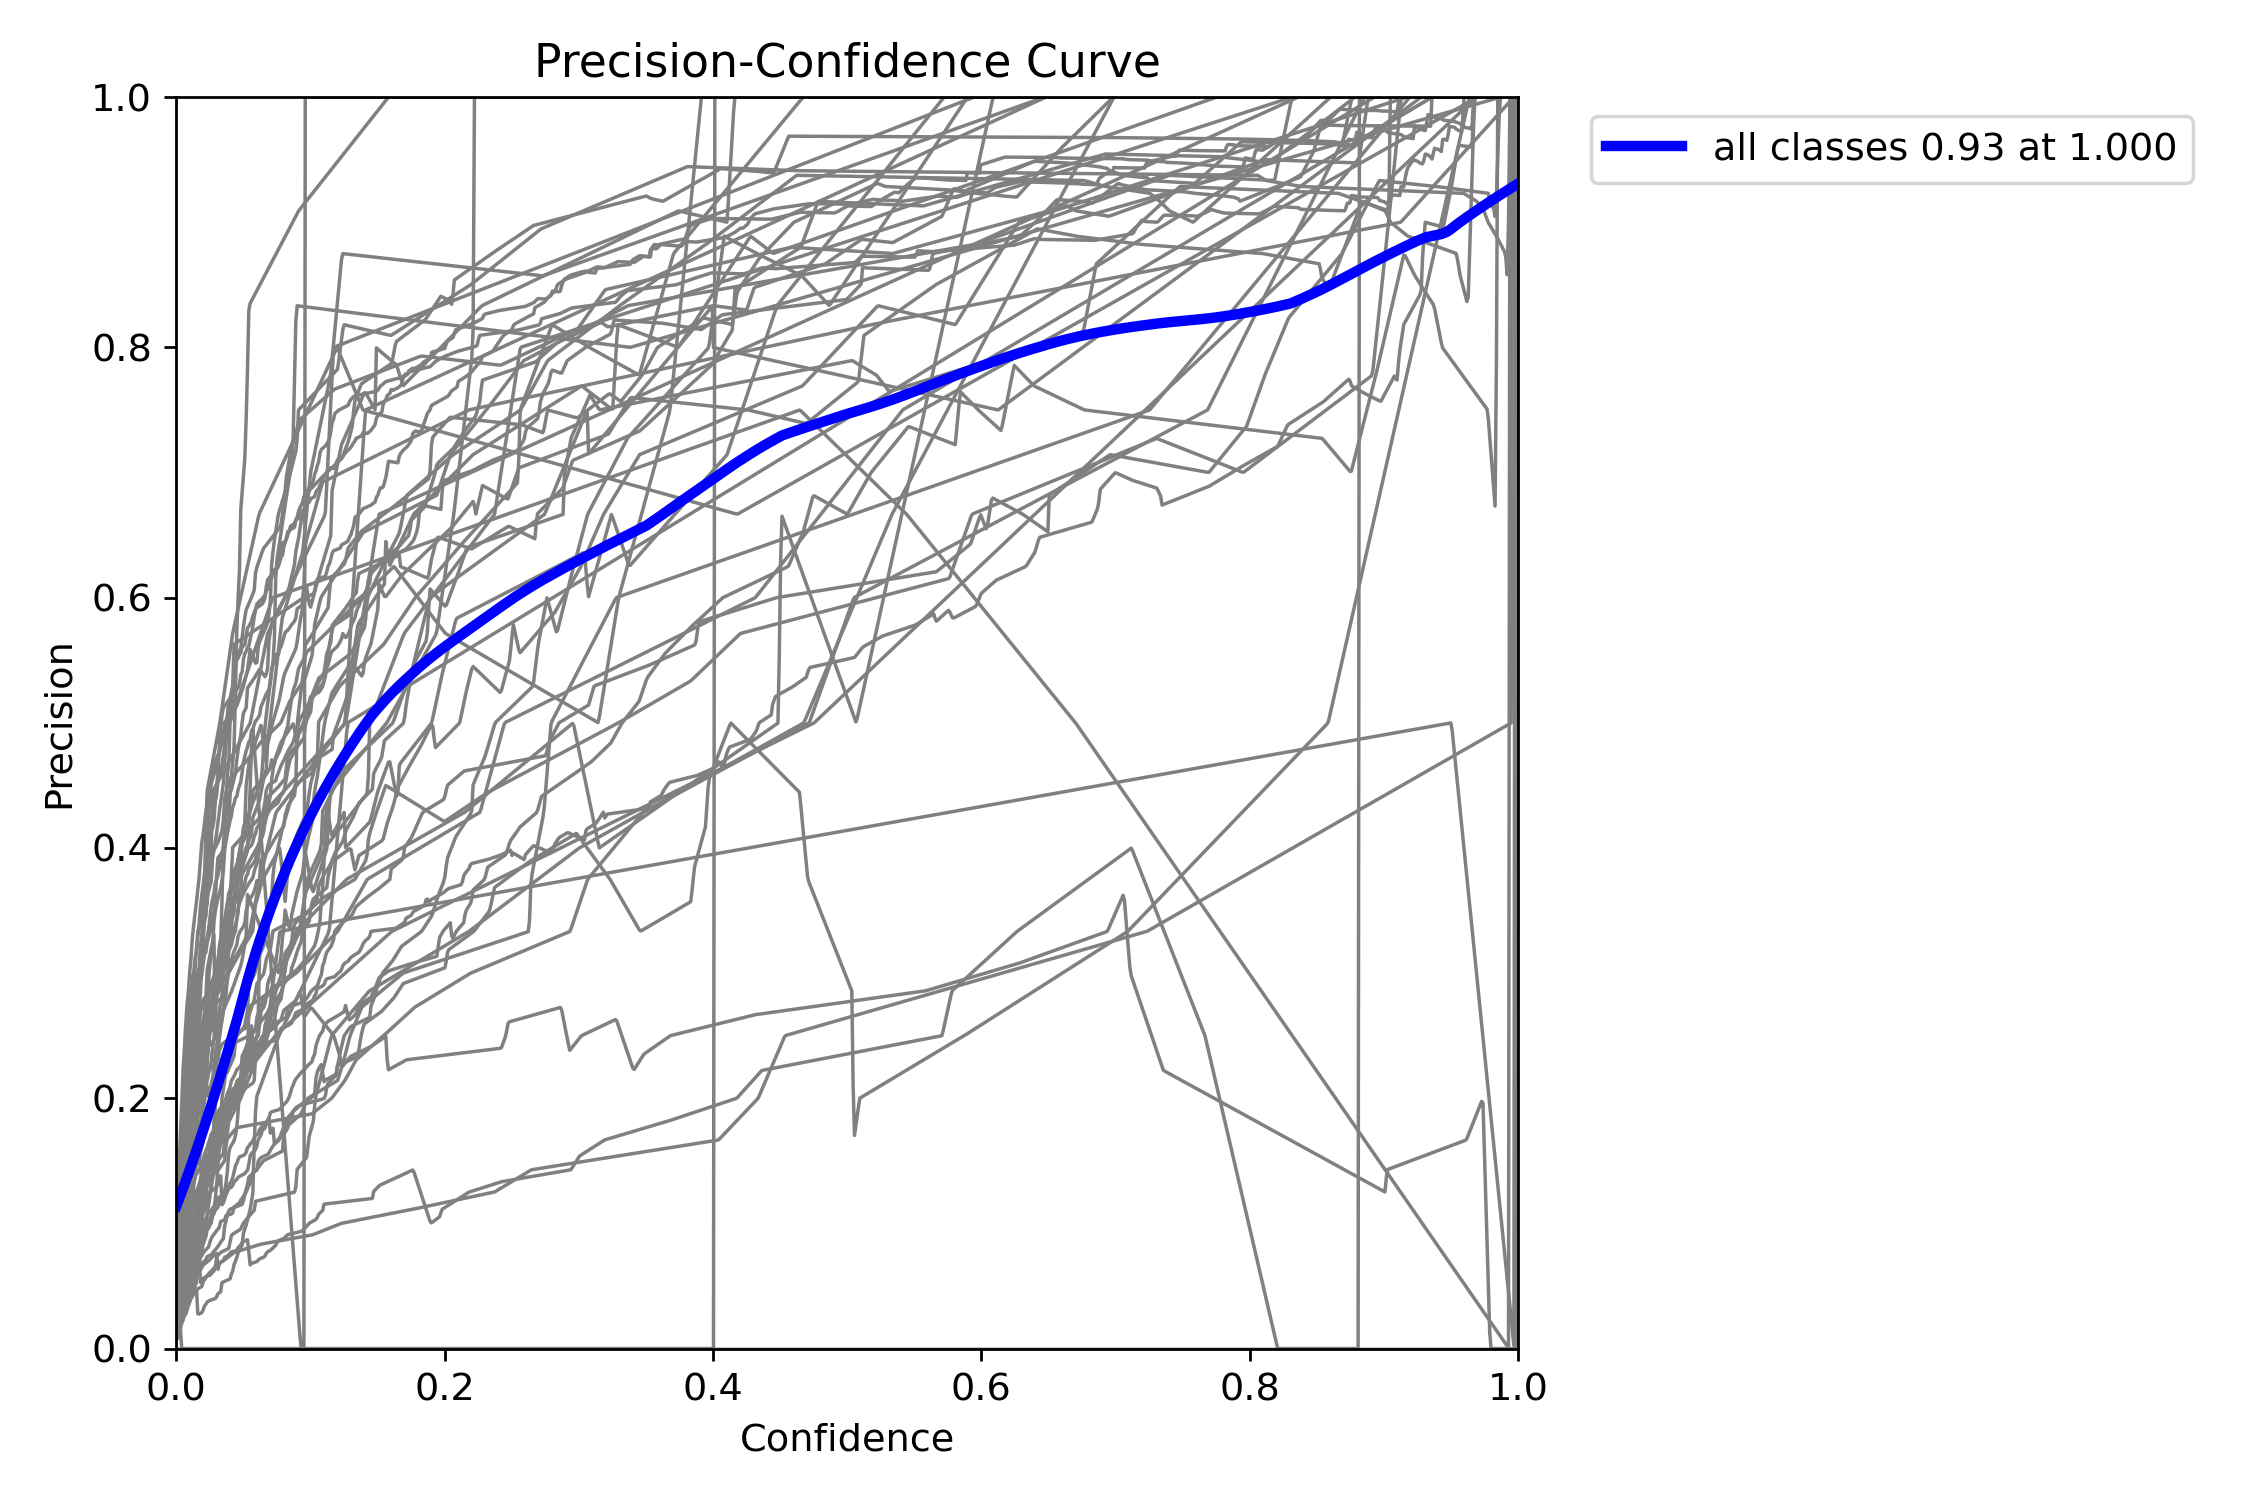 Precision-Confidence Curve
all classes 0.93 at 1.000
Precision
1.0
0.8
0.6
0.4
0.2
0.0
0.0 0.2 0.4 0.6 0.8 1.0
Confidence